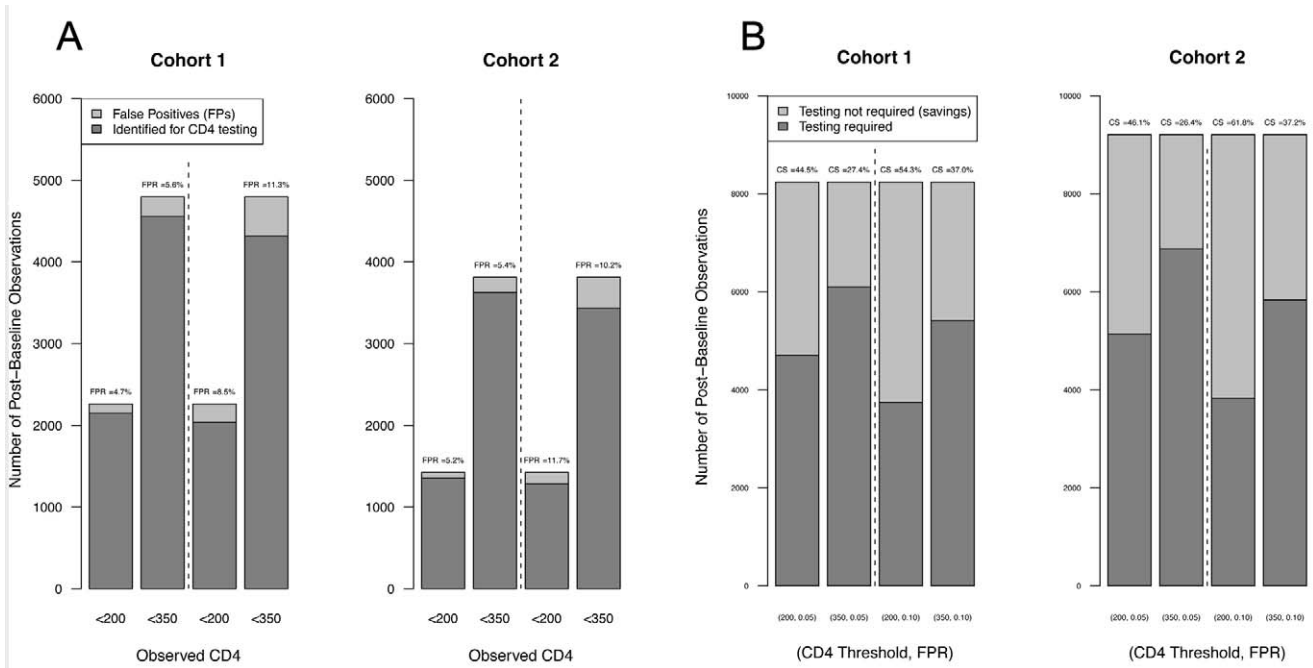 A
Cohort 1
6000
5000
4000
3000
2000
1000
0
Number of Post–Baseline Observations
False Positives (FPs)
Identified for CD4 testing
FPR =4.7%
FPR =5.6%
FPR =8.5%
FPR =11.3%
<200 <350 <200 <350
Observed CD4
Cohort 2
6000
5000
4000
3000
2000
1000
0
FPR =5.2%
FPR =5.4%
FPR =11.7%
FPR =10.2%
<200 <350 <200 <350
Observed CD4
B
Cohort 1
10000
8000
6000
4000
2000
0
Number of Post–Baseline Observations
Testing not required (savings)
Testing required
CS =44.5% CS =27.4% CS =54.3% CS =37.0%
(200, 0.05) (350, 0.05) (200, 0.10) (350, 0.10)
(CD4 Threshold, FPR)
Cohort 2
10000
8000
6000
4000
2000
0
CS =46.1% CS =26.4% CS =61.8% CS =37.2%
(200, 0.05) (350, 0.05) (200, 0.10) (350, 0.10)
(CD4 Threshold, FPR)